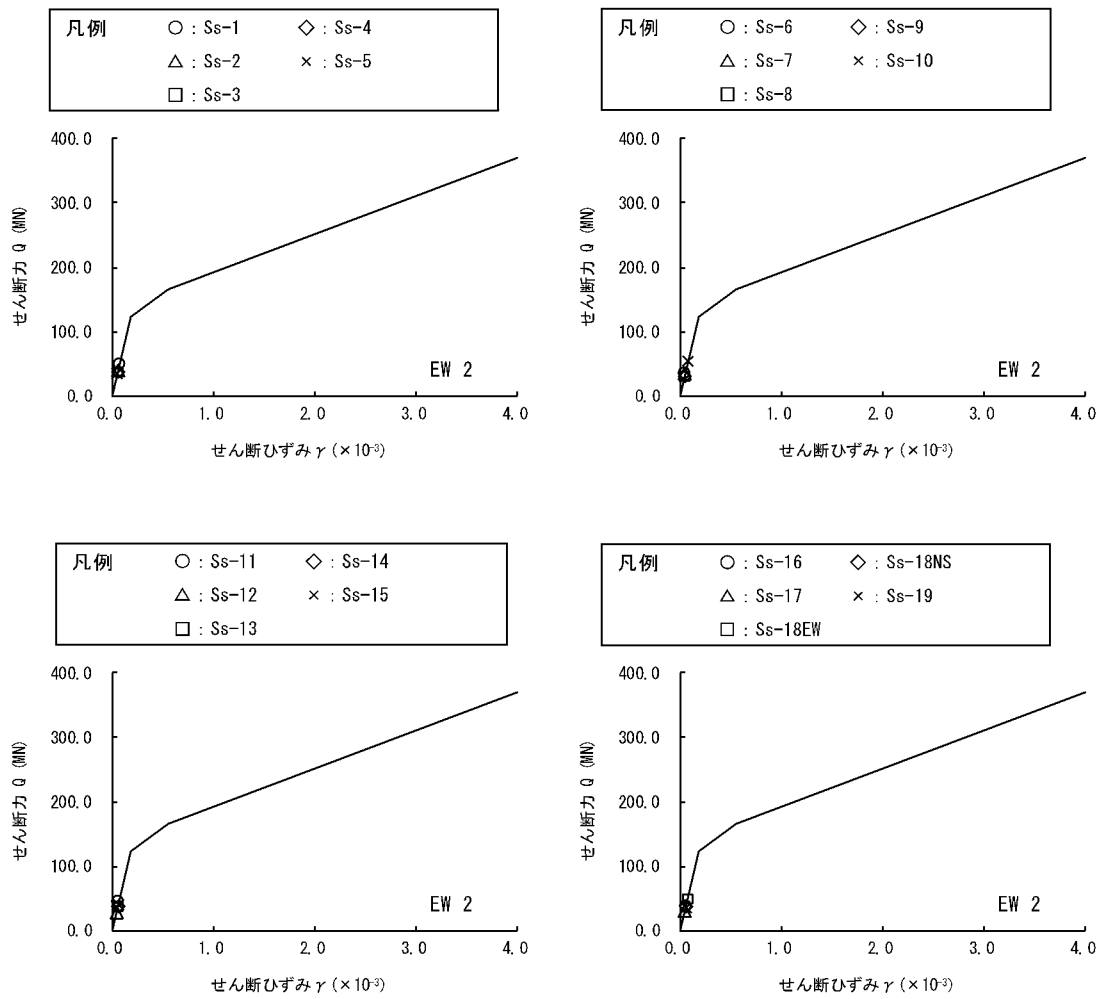 凡例 ○ : Ss-1 ◇ : Ss-4
△ : Ss-2 × : Ss-5
□ : Ss-3
400.0
300.0
200.0
100.0
0.0
せん断力 Q (MN)
EW 2
0.0 1.0 2.0 3.0 4.0
せん断ひずみ γ (×10⁻³)
凡例 ○ : Ss-6 ◇ : Ss-9
△ : Ss-7 × : Ss-10
□ : Ss-8
400.0
300.0
200.0
100.0
0.0
せん断力 Q (MN)
EW 2
0.0 1.0 2.0 3.0 4.0
せん断ひずみ γ (×10⁻³)
凡例 ○ : Ss-11 ◇ : Ss-14
△ : Ss-12 × : Ss-15
□ : Ss-13
400.0
300.0
200.0
100.0
0.0
せん断力 Q (MN)
EW 2
0.0 1.0 2.0 3.0 4.0
せん断ひずみ γ (×10⁻³)
凡例 ○ : Ss-16 ◇ : Ss-18NS
△ : Ss-17 × : Ss-19
□ : Ss-18EW
400.0
300.0
200.0
100.0
0.0
せん断力 Q (MN)
EW 2
0.0 1.0 2.0 3.0 4.0
せん断ひずみ γ (×10⁻³)